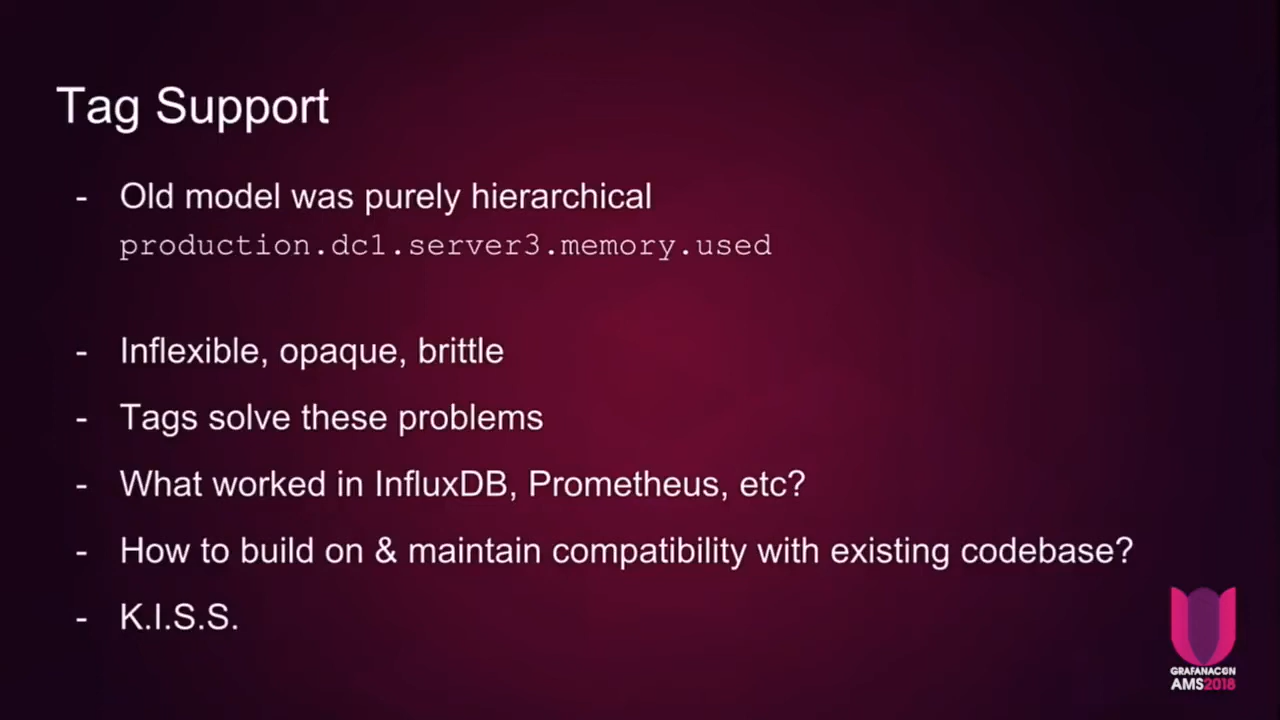 Tag Support
- Old model was purely hierarchical
production.dc1.server3.memory.used
- Inflexible, opaque, brittle
- Tags solve these problems
- What worked in InfluxDB, Prometheus, etc?
- How to build on & maintain compatibility with existing codebase?
- K.I.S.S.
GRAFANACON
AMS2018